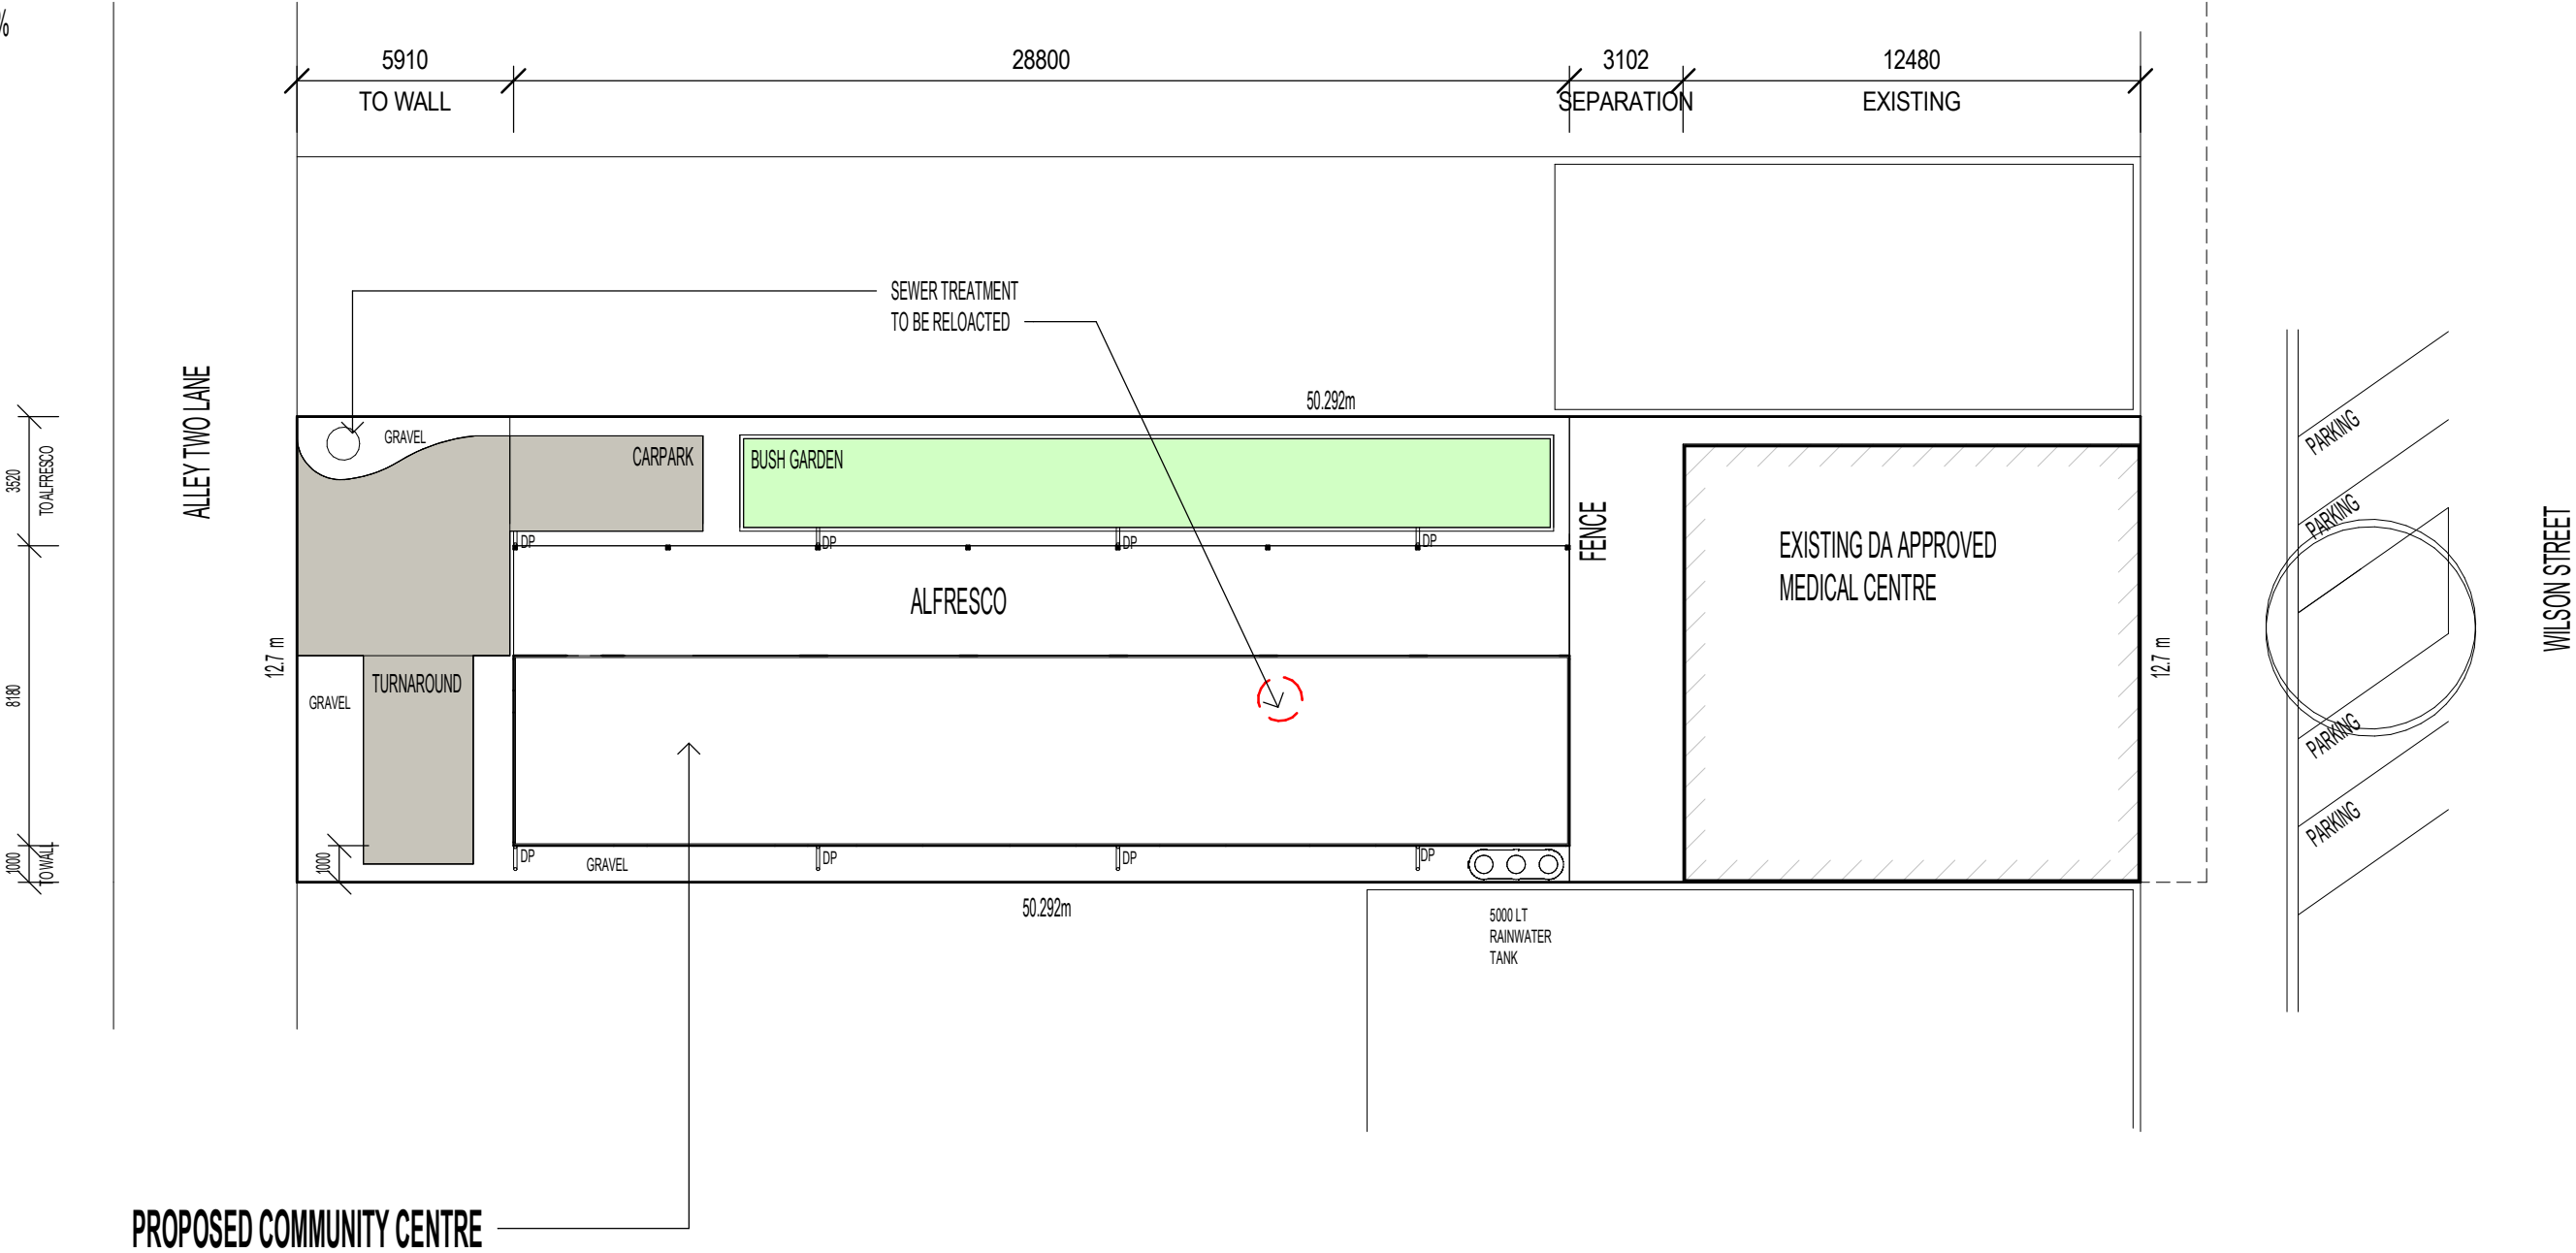 %
5910
28800
3102
12480
TO WALL
SEPARATION
EXISTING
SEWER TREATMENT
TO BE RELOACTED
ALLEY TWO LANE
50.292m
GRAVEL
CARPARK
BUSH GARDEN
3520
TO ALFRESCO
DP
DP
DP
DP
FENCE
EXISTING DA APPROVED
MEDICAL CENTRE
ALFRESCO
PARKING
PARKING
WILSON STREET
12.7 m
12.7 m
8180
TURNAROUND
GRAVEL
PARKING
PARKING
1000
TO WALL
1000
DP
GRAVEL
DP
DP
DP
50.292m
5000 LT
RAINWATER
TANK
PROPOSED COMMUNITY CENTRE